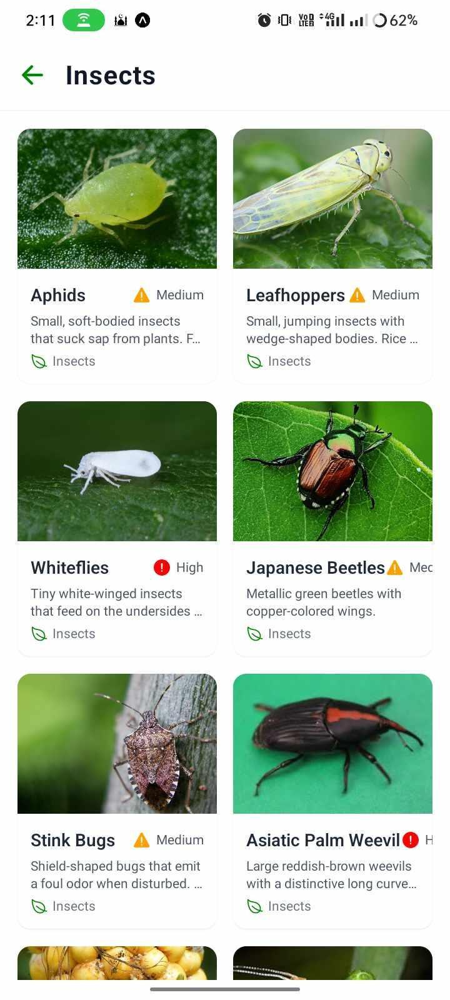 2:11
VoD LTE2
4G
62%
Insects
Aphids
Medium
Small, soft-bodied insects
that suck sap from plants. F...
Insects
Leafhoppers
Medium
Small, jumping insects with
wedge-shaped bodies. Rice ...
Insects
Whiteflies
High
Tiny white-winged insects
that feed on the undersides ...
Insects
Japanese Beetles
Med
Metallic green beetles with
copper-colored wings.
Insects
Stink Bugs
Medium
Shield-shaped bugs that emit
a foul odor when disturbed. ...
Insects
Asiatic Palm Weevil
H
Large reddish-brown weevils
with a distinctive long curve...
Insects